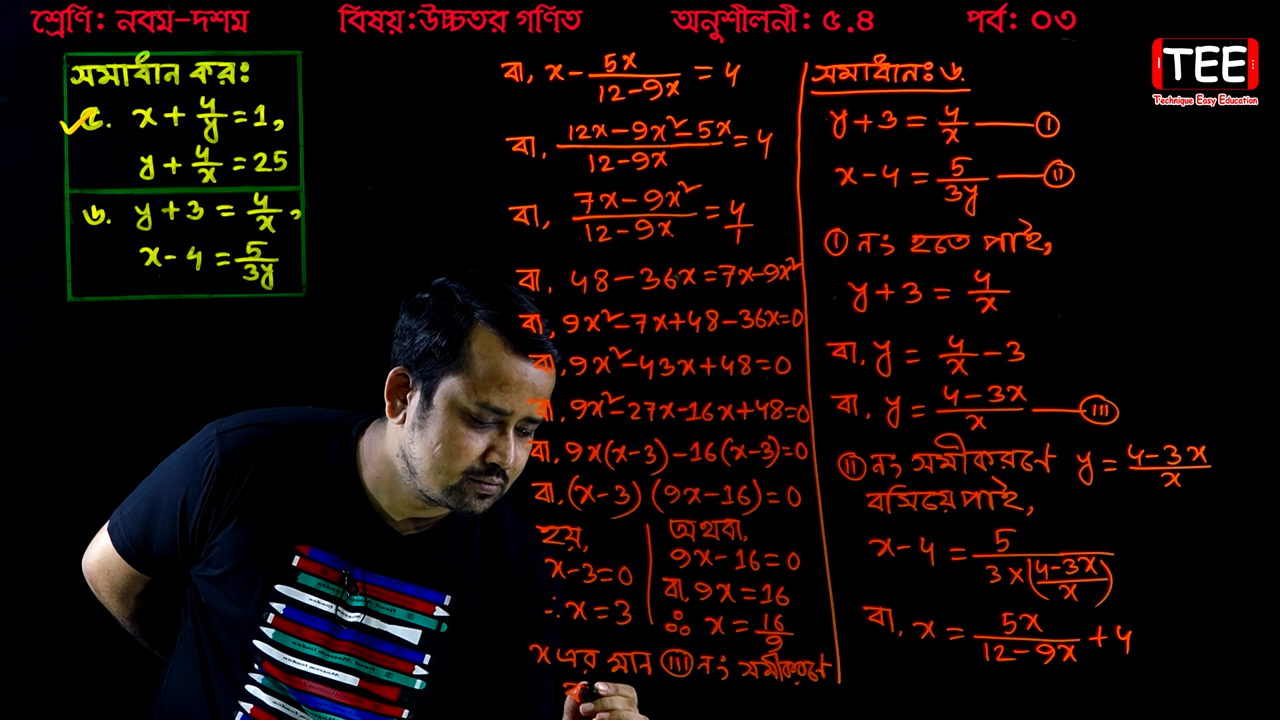 শ্রেণি: নবম-দশম বিষয়:উচ্চতর গণিত অনুশীলনী: ৫.৪ পর্ব: ০৩
TEE
Technique Easy Education
সমাধান কর:
৫. x + 4/y = 1,
y + 4/x = 25
৬. y + 3 = 4/x,
x - 4 = 5/3y
সমাধান: ৬.
y + 3 = 4/x — I
x - 4 = 5/3y — II
I নং হতে পাই,
y + 3 = 4/x
বা, y = 4/x - 3
বা, y = (4 - 3x)/x — III
II নং সমীকরণে y = (4 - 3x)/x
বসিয়ে পাই,
x - 4 = 5/(3 × ((4 - 3x)/x))
বা, x = 5x/(12 - 9x) + 4
বা, x - 5x/(12 - 9x) = 4
বা, (12x - 9x² - 5x)/(12 - 9x) = 4
বা, (7x - 9x²)/(12 - 9x) = 4/1
বা, 48 - 36x = 7x - 9x²
বা, 9x² - 7x + 48 - 36x = 0
বা, 9x² - 43x + 48 = 0
বা, 9x² - 27x - 16x + 48 = 0
বা, 9x(x - 3) - 16(x - 3) = 0
বা, (x - 3) (9x - 16) = 0
হয়,
x - 3 = 0
∴ x = 3
অথবা,
9x - 16 = 0
বা, 9x = 16
∴ x = 16/9
x এর মান III নং সমীকরণে